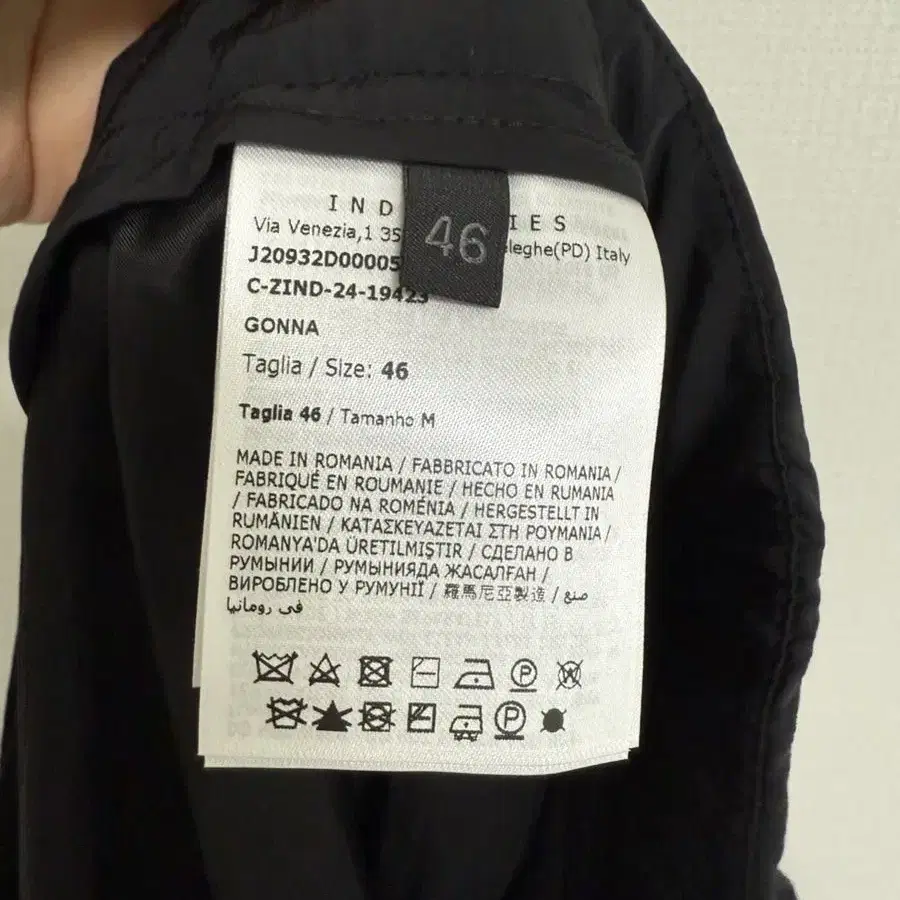 I N D I E S
46
Via Venezia,1 35 eleghe(PD) Italy
J20932D00005
C-ZIND-24-19423
GONNA
Taglia / Size: 46
Taglia 46 / Tamanho M
MADE IN ROMANIA / FABBRICATO IN ROMANIA /
FABRIQUÉ EN ROUMANIE / HECHO EN RUMANIA
/ FABRICADO NA ROMÉNIA / HERGESTELLT IN
RUMÄNIEN / ΚΑΤΑΣΚΕΥΑΖΕΤΑΙ ΣΤΗ ΡΟΥΜΑΝΙΑ /
ROMANYA'DA ÜRETILMIŞTIR / СДЕЛАНО В
РУМЫНИИ / РУМЫНИЯДА ЖАСАЛҒАН /
ВИРОБЛЕНО У РУМУНІЇ / 羅馬尼亞製造 / صنع
في رومانيا